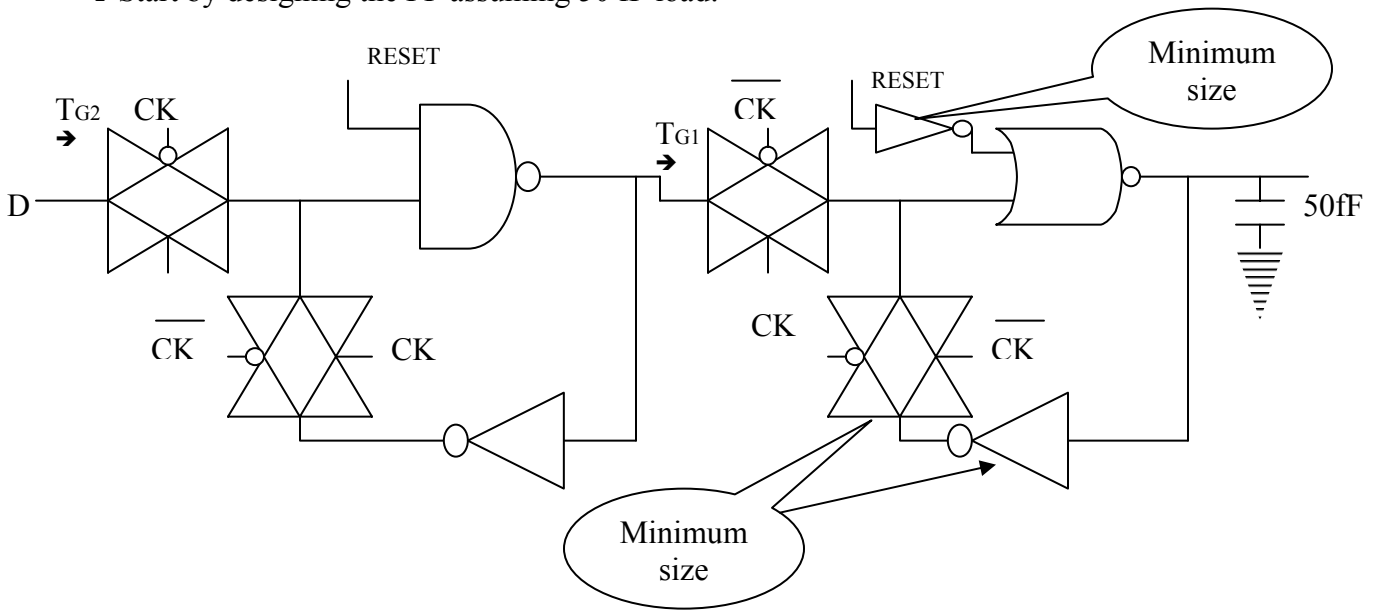 Start by designing the FF assuming 50 fF load.
RESET
Minimum
size
RESET
TG2
CK
CK
TG1
D
50fF
CK
CK
CK
CK
Minimum
size